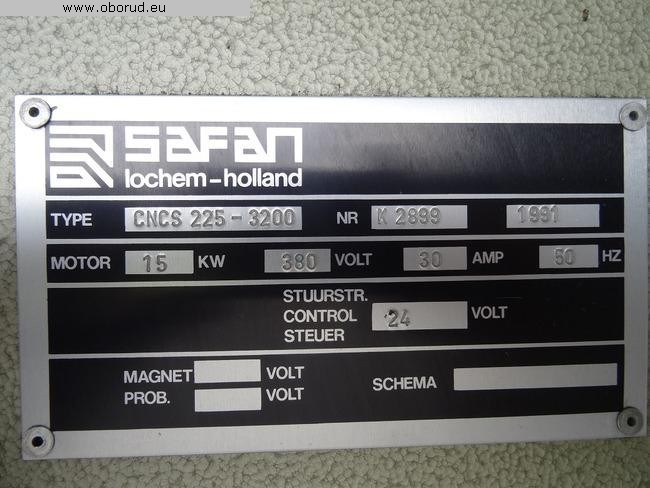 www.oborud.eu
SAFAN
lochem-holland
TYPE CNCS 225-3200 NR K 2899 1991
MOTOR 15 KW 380 VOLT 30 AMP 50 HZ
STUURSTR.
CONTROL 24 VOLT
STEUER
MAGNET VOLT
PROB. VOLT SCHEMA